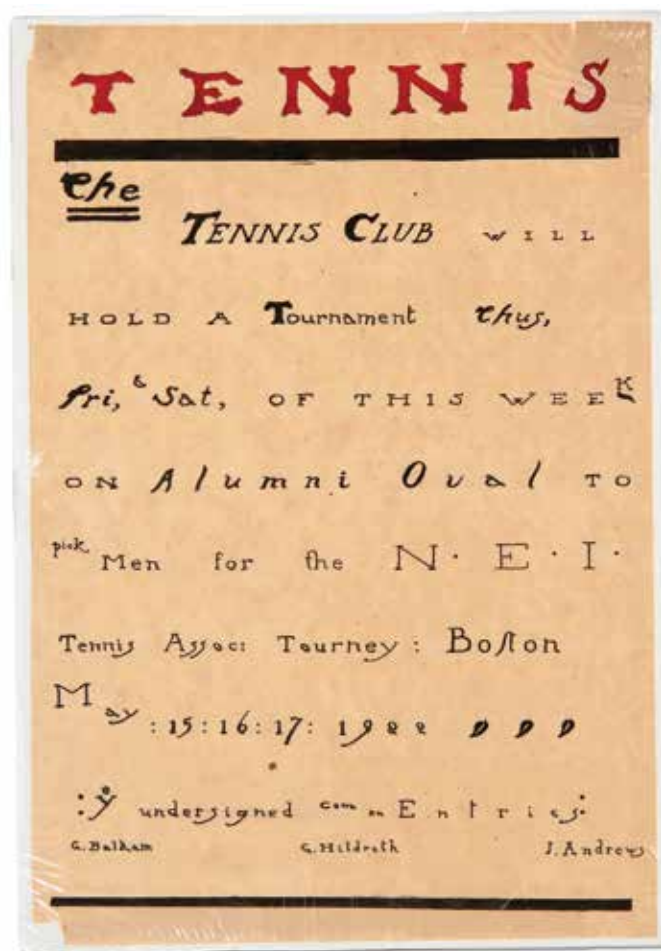 TENNIS
The
TENNIS CLUB WILL
HOLD A Tournament Thus,
Fri, & Sat, OF THIS WEEK
ON Alumni Oval TO
pick Men for the N. E. I.
Tennis Assoc: Tourney: Boston
May :15:16:17: 1922
:Y undersigned com on Entries:
G. Balham G. Hildreth J. Andrews